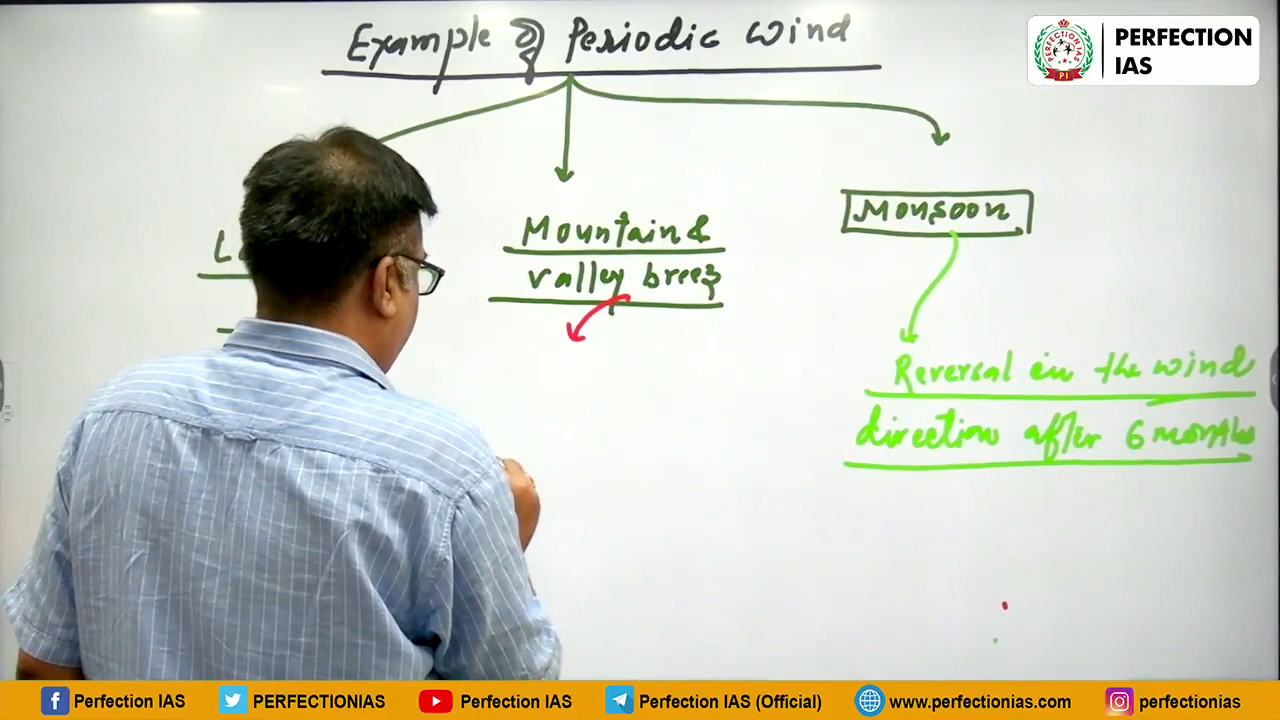 Example of Periodic Wind
PERFECTION
IAS
Mountain &
valley breez
Monsoon
Reversal in the wind
direction after 6 months
Perfection IAS
PERFECTIONIAS
Perfection IAS
Perfection IAS (Official)
www.perfectionias.com
perfectionias